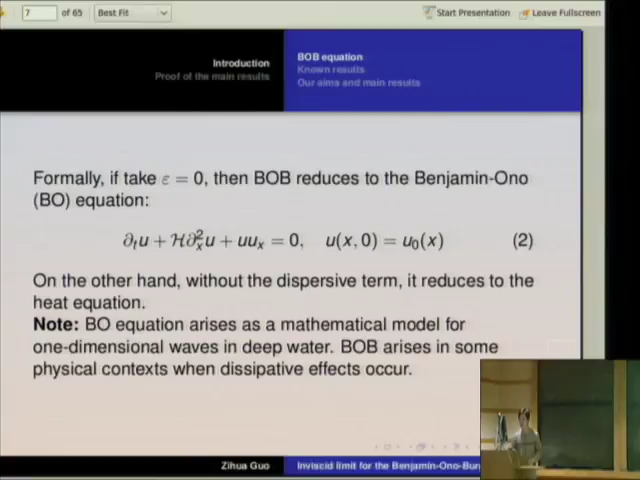 7 of 65 Best Fit Start Presentation Leave Fullscreen
Introduction
Proof of the main results
BOB equation
Known results
Our aims and main results
Formally, if take ε = 0, then BOB reduces to the Benjamin-Ono
(BO) equation:
∂ₜu + ℋ∂ₓ²u + uuₓ = 0, u(x, 0) = u₀(x) (2)
On the other hand, without the dispersive term, it reduces to the
heat equation.
Note: BO equation arises as a mathematical model for
one-dimensional waves in deep water. BOB arises in some
physical contexts when dissipative effects occur.
Zihua Guo Inviscid limit for the Benjamin-Ono-Bur